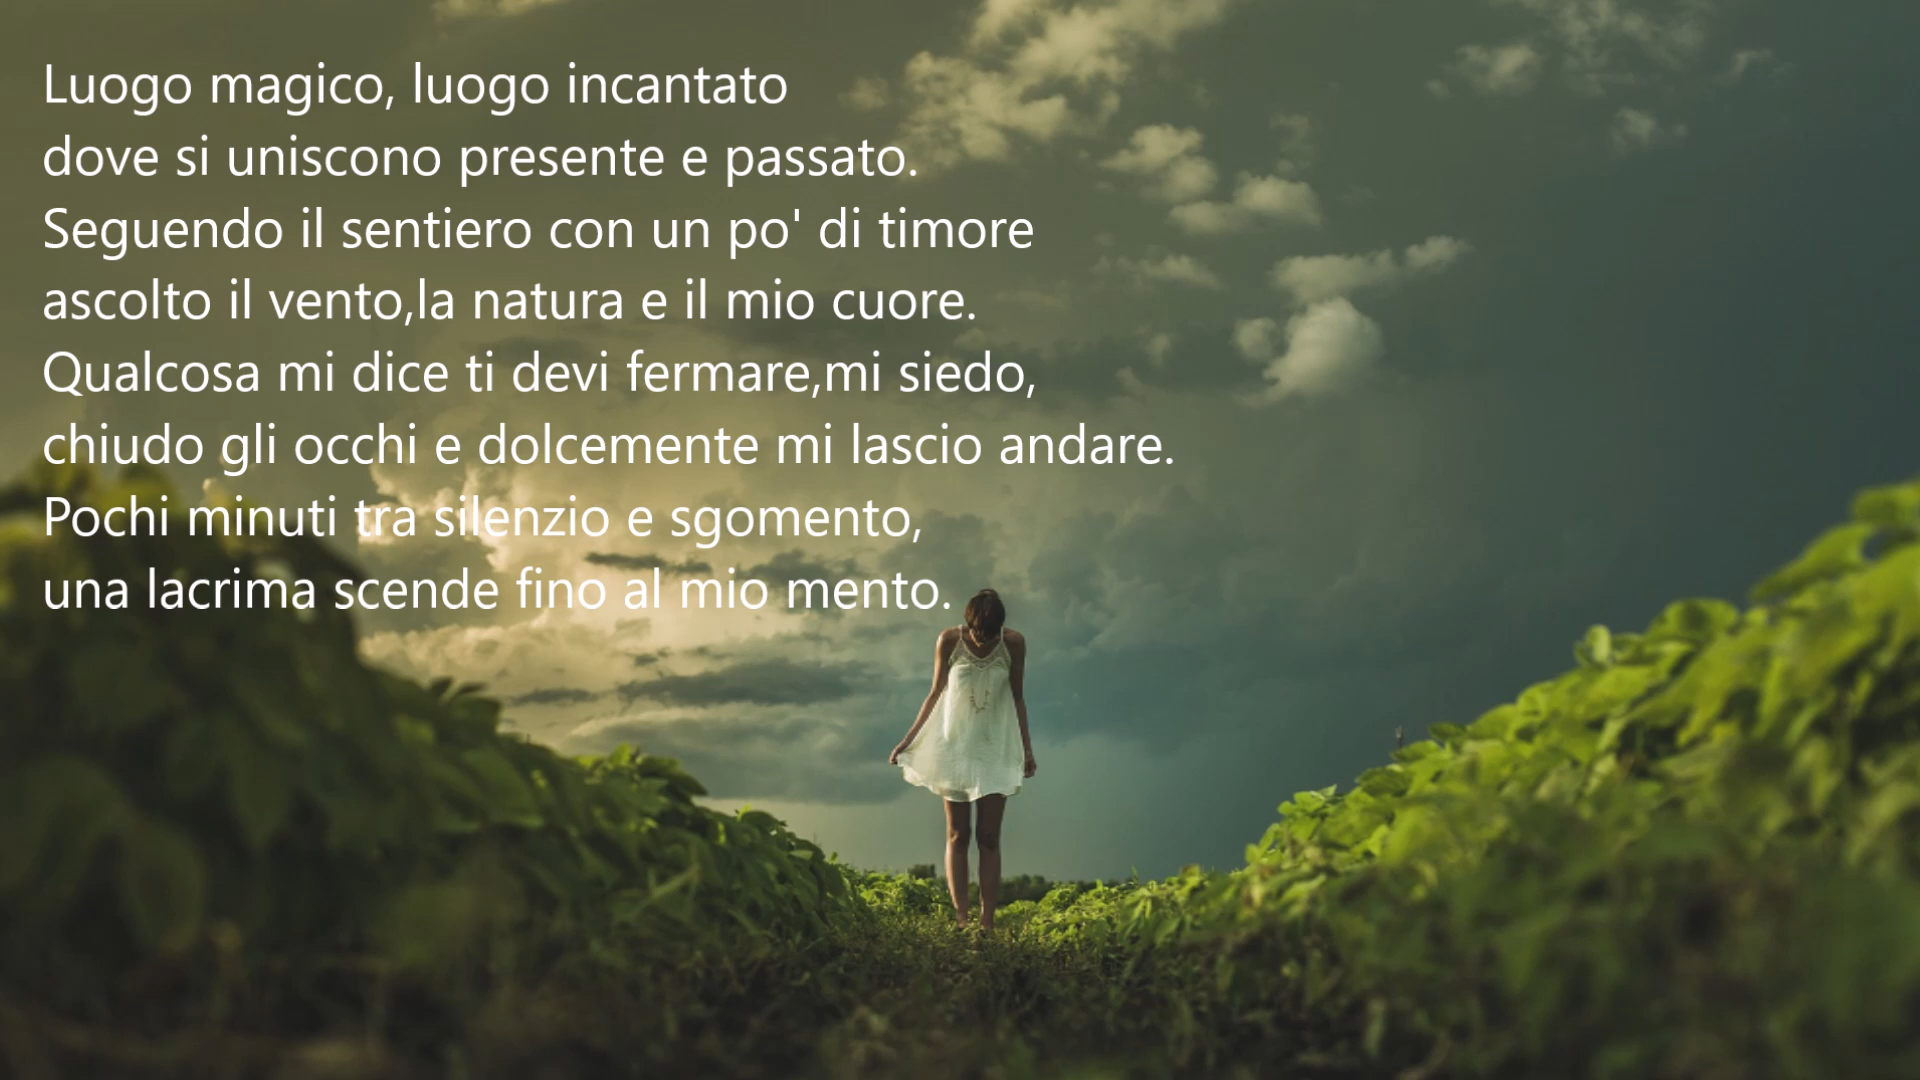 Luogo magico, luogo incantato
dove si uniscono presente e passato.
Seguendo il sentiero con un po' di timore
ascolto il vento,la natura e il mio cuore.
Qualcosa mi dice ti devi fermare,mi siedo,
chiudo gli occhi e dolcemente mi lascio andare.
Pochi minuti tra silenzio e sgomento,
una lacrima scende fino al mio mento.